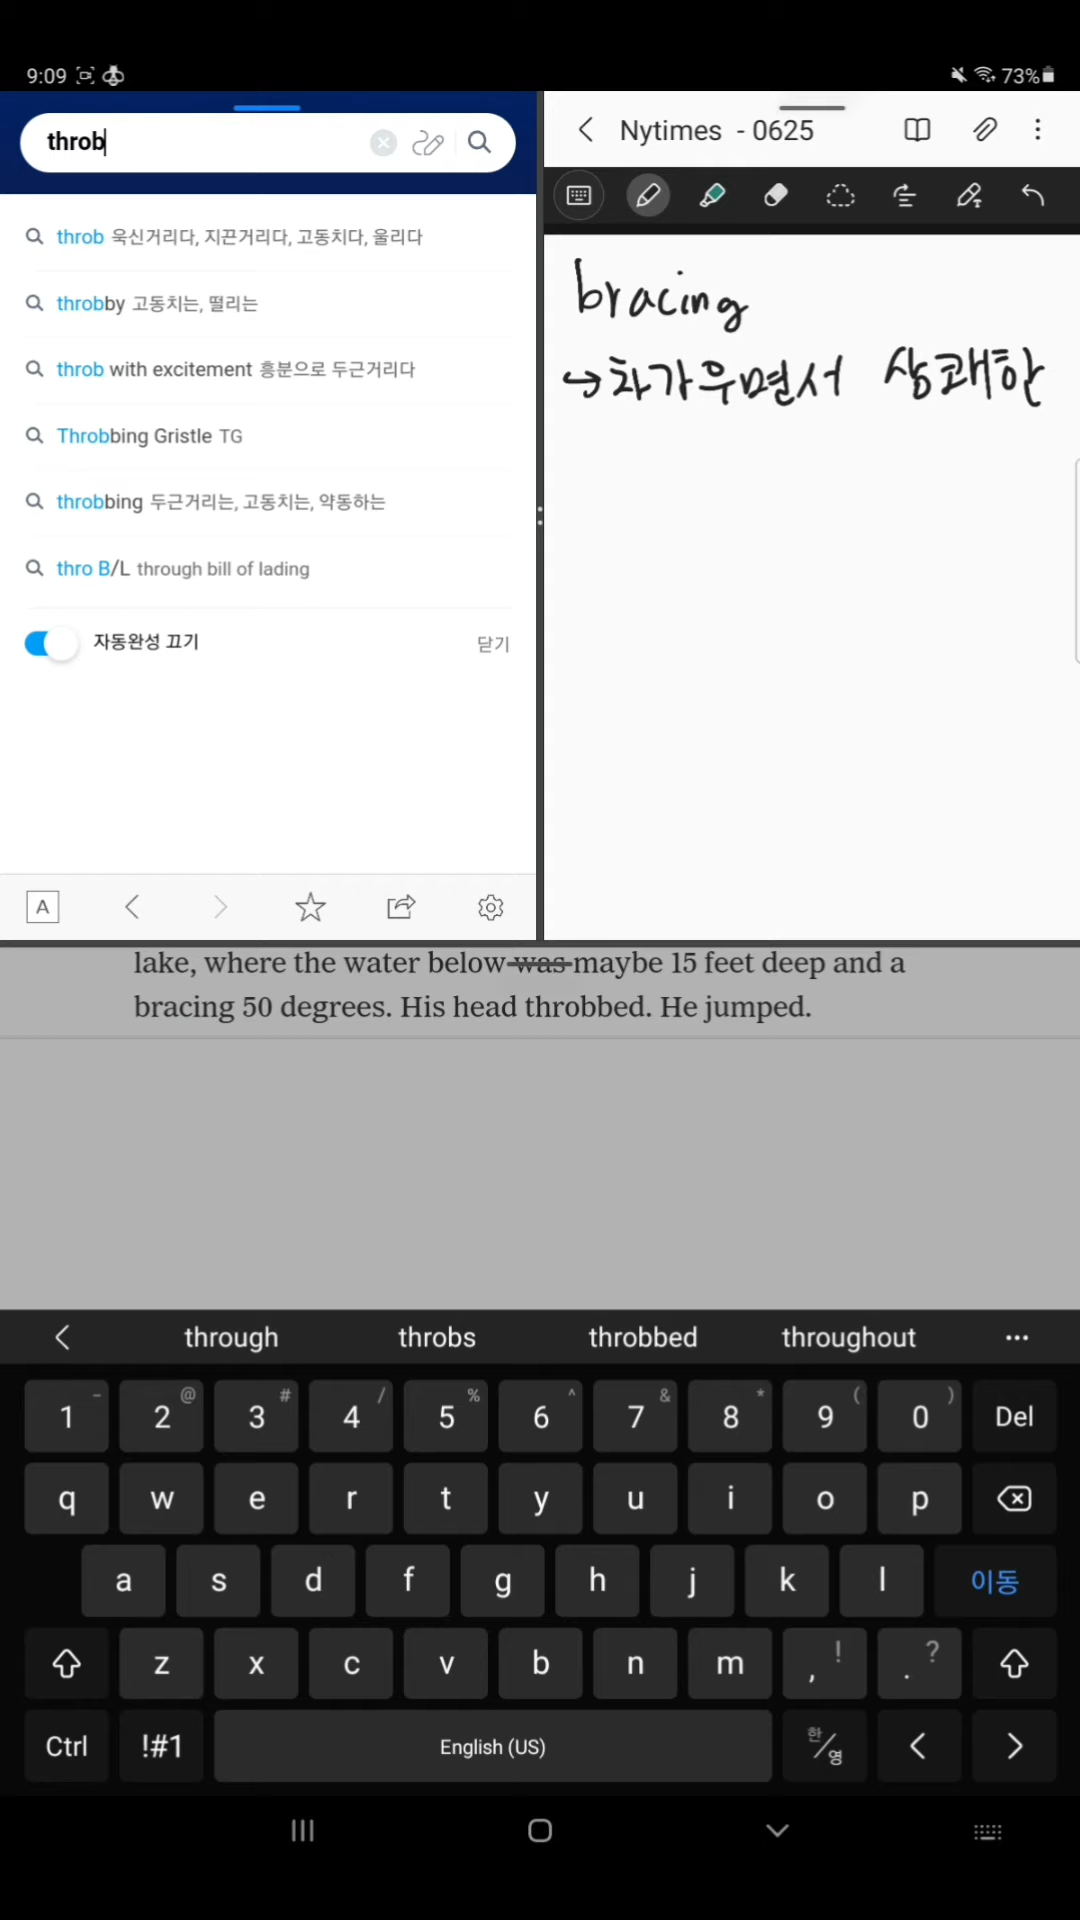 9:09 73%
throb
throb 욱신거리다, 지끈거리다, 고동치다, 울리다
throbby 고동치는, 떨리는
throb with excitement 흥분으로 두근거리다
Throbbing Gristle TG
throbbing 두근거리는, 고동치는, 약동하는
thro B/L through bill of lading
자동완성 끄기 닫기
A
Nytimes - 0625
bracing
↪차가우면서 상쾌한
lake, where the water below was maybe 15 feet deep and a
bracing 50 degrees. His head throbbed. He jumped.
through throbs throbbed throughout ...
1 - 2 @ 3 # 4 / 5 % 6 ^ 7 & 8 * 9 ( 0 ) Del
q w e r t y u i o p
a s d f g h j k l 이동
z x c v b n m , ! . ?
Ctrl !#1 English (US) 한/영 < >